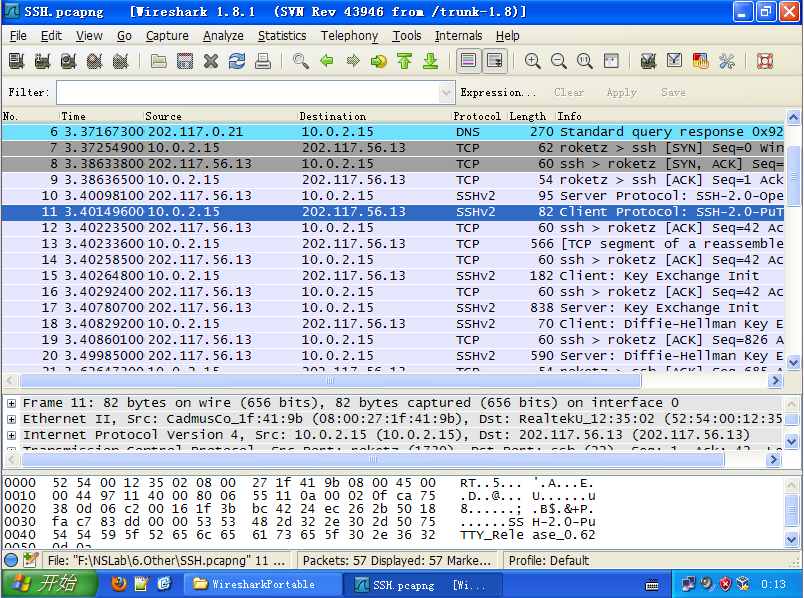 SSH.pcapng [Wireshark 1.8.1 (SVN Rev 43946 from /trunk-1.8)]
File Edit View Go Capture Analyze Statistics Telephony Tools Internals Help
Filter: Expression... Clear Apply Save
No. Time Source Destination Protocol Length Info
6 3.37167300 202.117.0.21 10.0.2.15 DNS 270 Standard query response 0x92
7 3.37254900 10.0.2.15 202.117.56.13 TCP 62 roketz > ssh [SYN] Seq=0 Win
8 3.38633800 202.117.56.13 10.0.2.15 TCP 60 ssh > roketz [SYN, ACK] Seq=
9 3.38636500 10.0.2.15 202.117.56.13 TCP 54 roketz > ssh [ACK] Seq=1 Ack
10 3.40098100 202.117.56.13 10.0.2.15 SSHv2 95 Server Protocol: SSH-2.0-Ope
11 3.40149600 10.0.2.15 202.117.56.13 SSHv2 82 Client Protocol: SSH-2.0-PuT
12 3.40223500 202.117.56.13 10.0.2.15 TCP 60 ssh > roketz [ACK] Seq=42 Ac
13 3.40233600 10.0.2.15 202.117.56.13 TCP 566 [TCP segment of a reassemble
14 3.40258500 202.117.56.13 10.0.2.15 TCP 60 ssh > roketz [ACK] Seq=42 Ac
15 3.40264800 10.0.2.15 202.117.56.13 SSHv2 182 Client: Key Exchange Init
16 3.40292400 202.117.56.13 10.0.2.15 TCP 60 ssh > roketz [ACK] Seq=42 Ac
17 3.40780700 202.117.56.13 10.0.2.15 SSHv2 838 Server: Key Exchange Init
18 3.40829200 10.0.2.15 202.117.56.13 SSHv2 70 Client: Diffie-Hellman Key E
19 3.40860100 202.117.56.13 10.0.2.15 TCP 60 ssh > roketz [ACK] Seq=826 A
20 3.49985000 202.117.56.13 10.0.2.15 SSHv2 590 Server: Diffie-Hellman Key E
Frame 11: 82 bytes on wire (656 bits), 82 bytes captured (656 bits) on interface 0
Ethernet II, Src: CadmusCo_1f:41:9b (08:00:27:1f:41:9b), Dst: RealtekU_12:35:02 (52:54:00:12:35
Internet Protocol Version 4, Src: 10.0.2.15 (10.0.2.15), Dst: 202.117.56.13 (202.117.56.13)
0000 52 54 00 12 35 02 08 00 27 1f 41 9b 08 00 45 00 RT..5... '.A...E.
0010 00 44 97 11 40 00 80 06 55 11 0a 00 02 0f ca 75 .D..@... U......u
0020 38 0d 06 c2 00 16 1f 3b bc 42 24 ec 26 2b 50 18 8......; .B$.&+P.
0030 fa c7 83 dd 00 00 53 53 48 2d 32 2e 30 2d 50 75 ......SS H-2.0-Pu
0040 54 54 59 5f 52 65 6c 65 61 73 65 5f 30 2e 36 32 TTY_Rele ase_0.62
File: "F:\NSLab\6.Other\SSH.pcapng" 11 ... Packets: 57 Displayed: 57 Marke... Profile: Default
开始 WiresharkPortable SSH.pcapng [Wi... 0:13